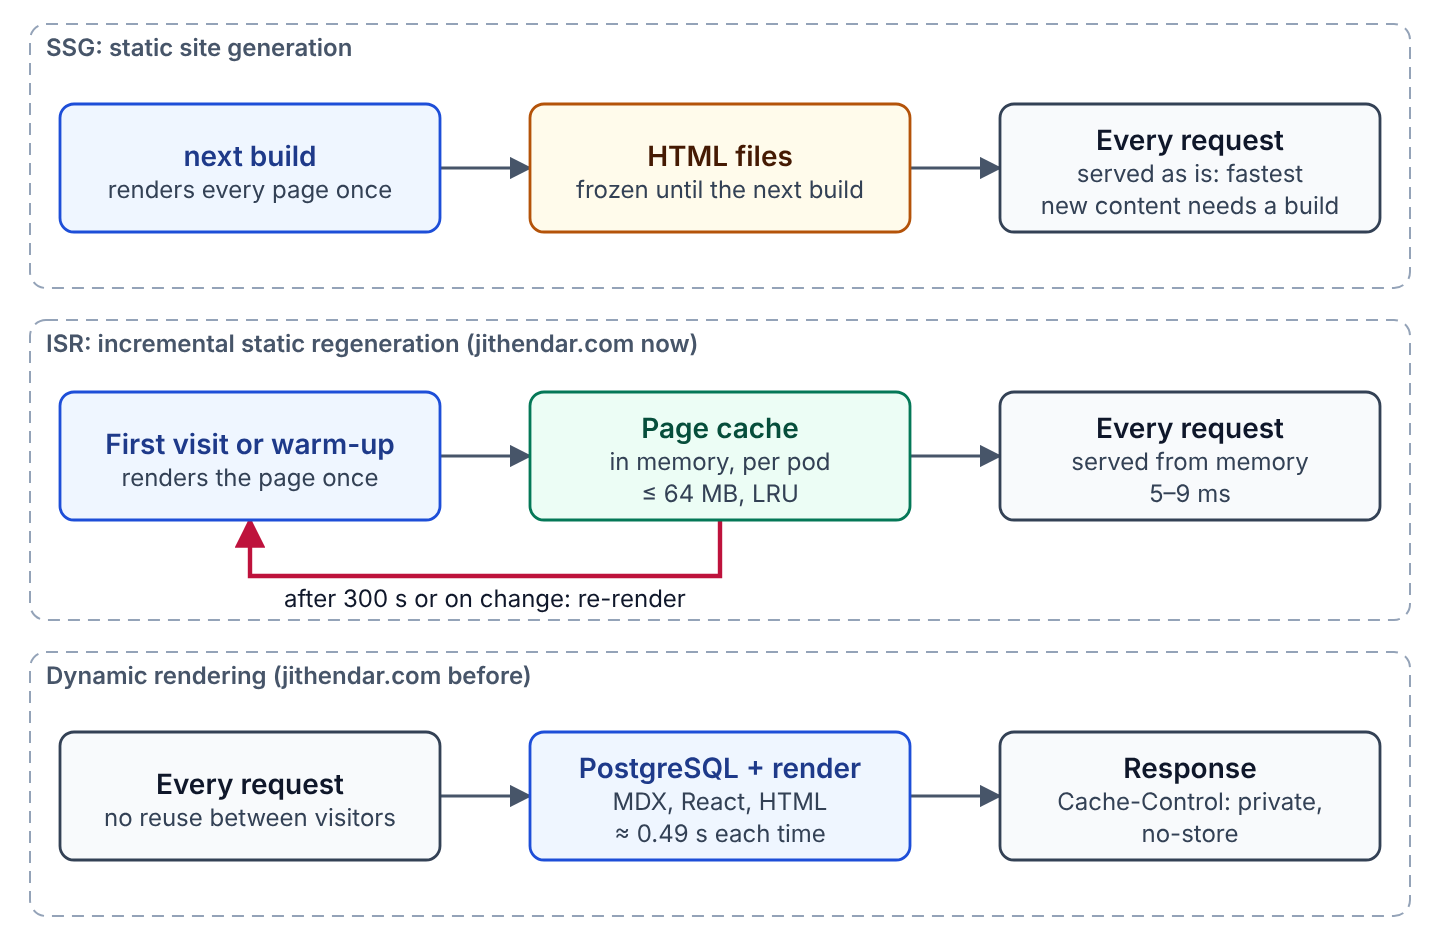 SSG: static site generation
next build
renders every page once
HTML files
frozen until the next build
Every request
served as is: fastest
new content needs a build
ISR: incremental static regeneration (jithendar.com now)
First visit or warm-up
renders the page once
Page cache
in memory, per pod
≤ 64 MB, LRU
Every request
served from memory
5–9 ms
after 300 s or on change: re-render
Dynamic rendering (jithendar.com before)
Every request
no reuse between visitors
PostgreSQL + render
MDX, React, HTML
≈ 0.49 s each time
Response
Cache-Control: private,
no-store